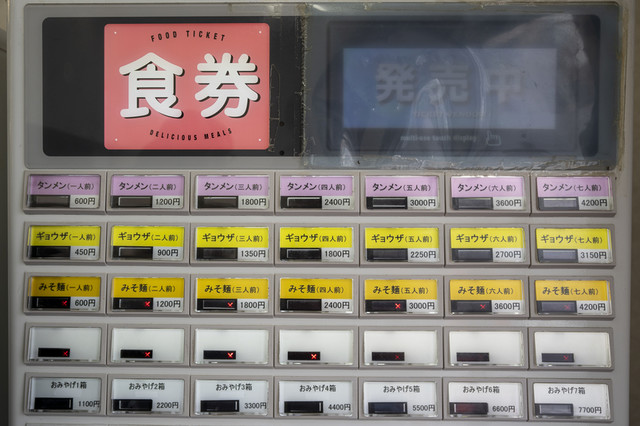 FOOD TICKET
食券
DELICIOUS MEALS
発売中
タンメン(一人前) 600円
タンメン(二人前) 1200円
タンメン(三人前) 1800円
タンメン(四人前) 2400円
タンメン(五人前) 3000円
タンメン(六人前) 3600円
タンメン(七人前) 4200円
ギョウザ(一人前) 450円
ギョウザ(二人前) 900円
ギョウザ(三人前) 1350円
ギョウザ(四人前) 1800円
ギョウザ(五人前) 2250円
ギョウザ(六人前) 2700円
ギョウザ(七人前) 3150円
みそ麺(一人前) 600円
みそ麺(二人前) 1200円
みそ麺(三人前) 1800円
みそ麺(四人前) 2400円
みそ麺(五人前) 3000円
みそ麺(六人前) 3600円
みそ麺(七人前) 4200円
おみやげ1箱 1100円
おみやげ2箱 2200円
おみやげ3箱 3300円
おみやげ4箱 4400円
おみやげ5箱 5500円
おみやげ6箱 6600円
おみやげ7箱 7700円